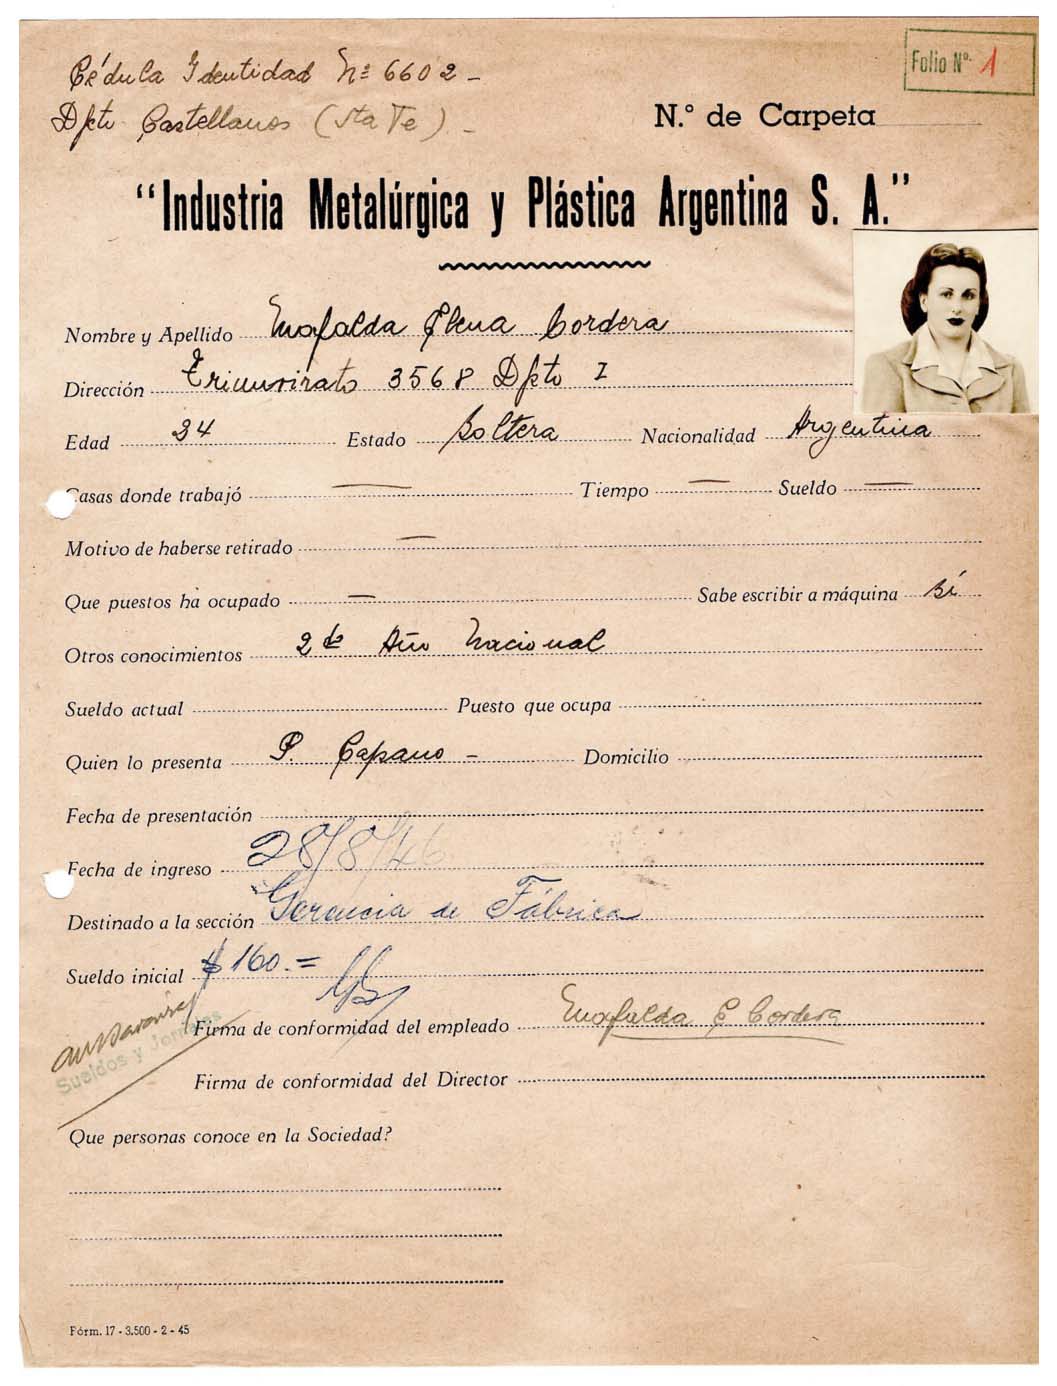 Cédula Identidad Nº 6602 -
Folio Nº 1
Dpto Castellanos (Sta Fe) -
N.º de Carpeta
"Industria Metalúrgica y Plástica Argentina S. A."
Nombre y Apellido Mafalda Elena Cordera
Dirección Triunvirato 3568 Dpto I
Edad 34 Estado Soltera Nacionalidad Argentina
Casas donde trabajó — Tiempo — Sueldo —
Motivo de haberse retirado —
Que puestos ha ocupado — Sabe escribir a máquina Sí
Otros conocimientos 2do Año Nacional
Sueldo actual Puesto que ocupa
Quien lo presenta P. Capano - Domicilio
Fecha de presentación
Fecha de ingreso 28/8/46
Destinado a la sección Gerencia de Fábrica
Sueldo inicial $ 160.=
Firma de conformidad del empleado Mafalda E Cordera
Sueldos y Jornales
Firma de conformidad del Director
Que personas conoce en la Sociedad?
Fórm. 17 - 3.500 - 2 - 45